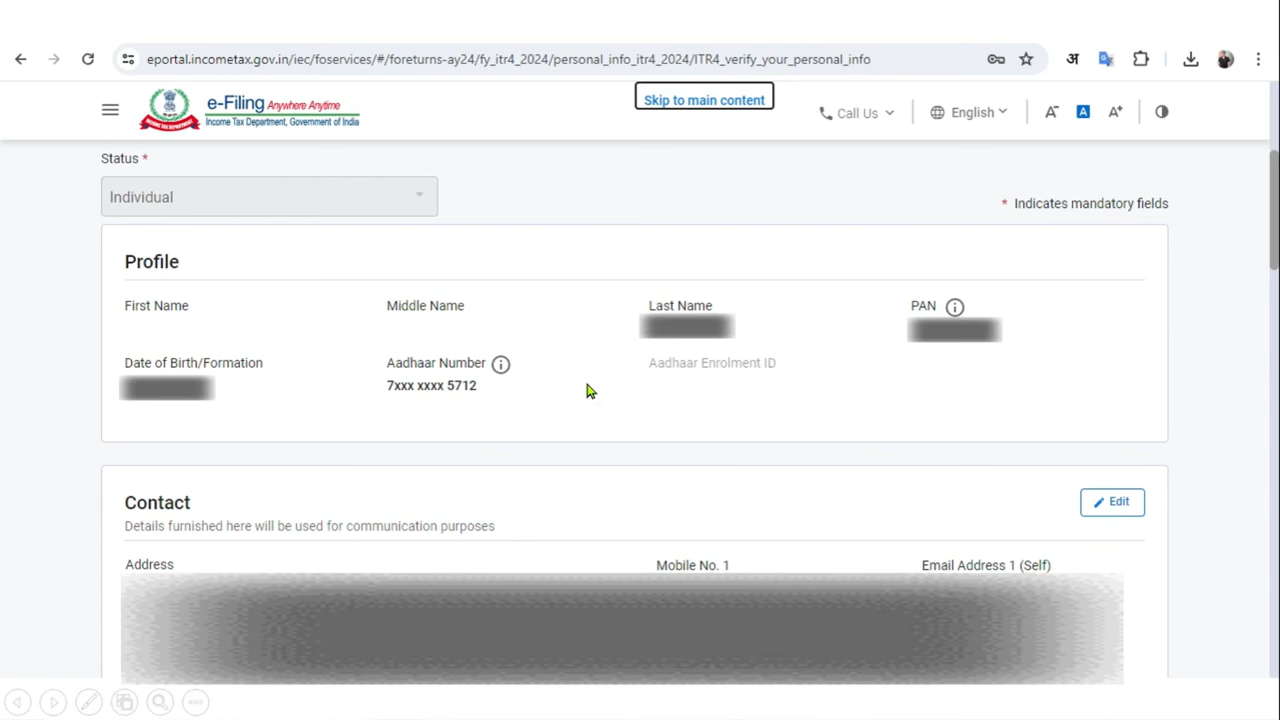 eportal.incometax.gov.in/iec/foservices/#/foreturns-ay24/fy_itr4_2024/personal_info_itr4_2024/ITR4_verify_your_personal_info
अ
e-Filing Anywhere Anytime
Income Tax Department, Government of India
Skip to main content
Call Us
English
A-
A
A+
Status *
Individual
* Indicates mandatory fields
Profile
First Name
Middle Name
Last Name
PAN
Date of Birth/Formation
Aadhaar Number
Aadhaar Enrolment ID
7xxx xxxx 5712
Contact
Edit
Details furnished here will be used for communication purposes
Address
Mobile No. 1
Email Address 1 (Self)